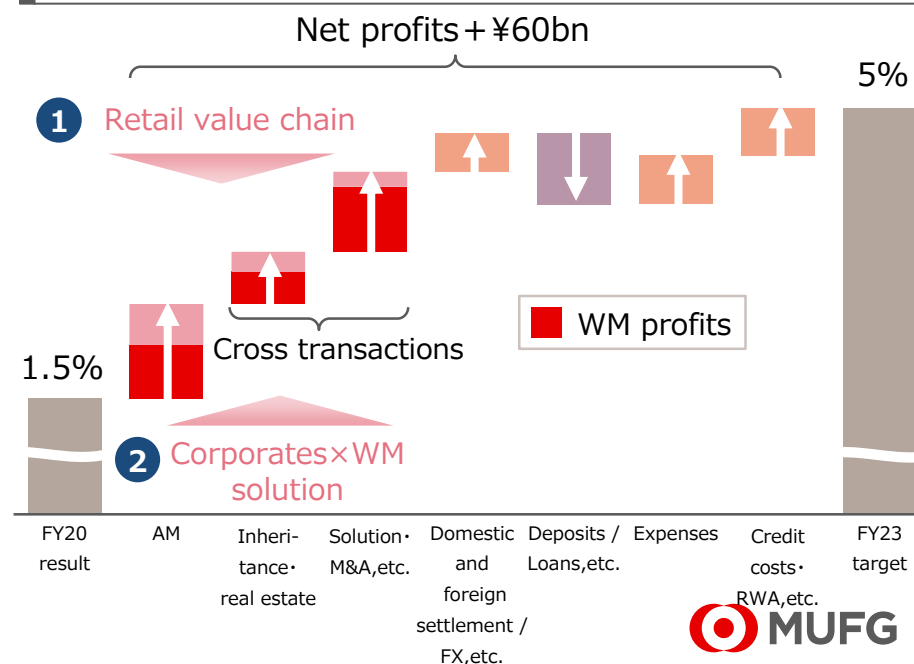 Net profits+¥60bn
5%
1 Retail value chain
WM profits
Cross transactions
1.5%
2 Corporates×WM
solution
FY20
result
AM
Inheri-
tance・
real estate
Solution・
M&A,etc.
Domestic
and
foreign
settlement /
FX,etc.
Deposits /
Loans,etc.
Expenses
Credit
costs・
RWA,etc.
FY23
target
MUFG